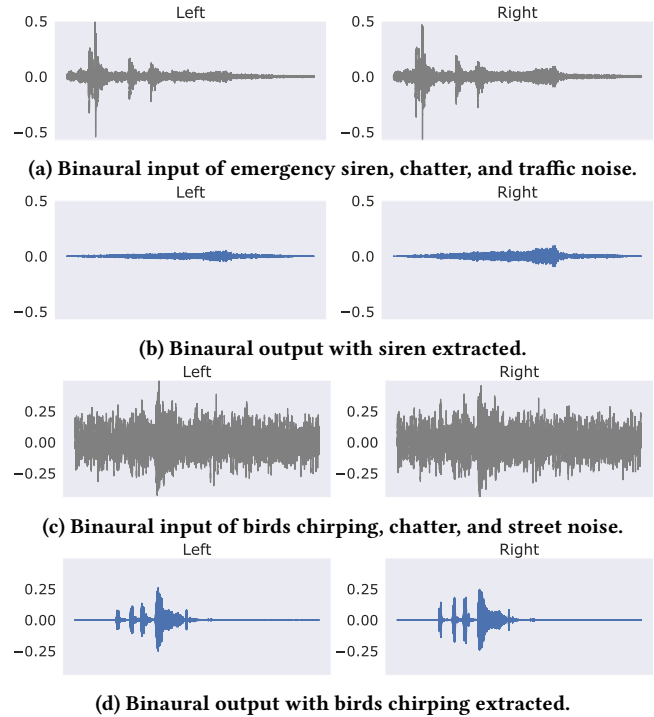 Left Right
0.5 0.5
0.0 0.0
−0.5 −0.5
(a) Binaural input of emergency siren, chatter, and traffic noise.
Left Right
0.5 0.5
0.0 0.0
−0.5 −0.5
(b) Binaural output with siren extracted.
Left Right
0.25 0.25
0.00 0.00
−0.25 −0.25
(c) Binaural input of birds chirping, chatter, and street noise.
Left Right
0.25 0.25
0.00 0.00
−0.25 −0.25
(d) Binaural output with birds chirping extracted.